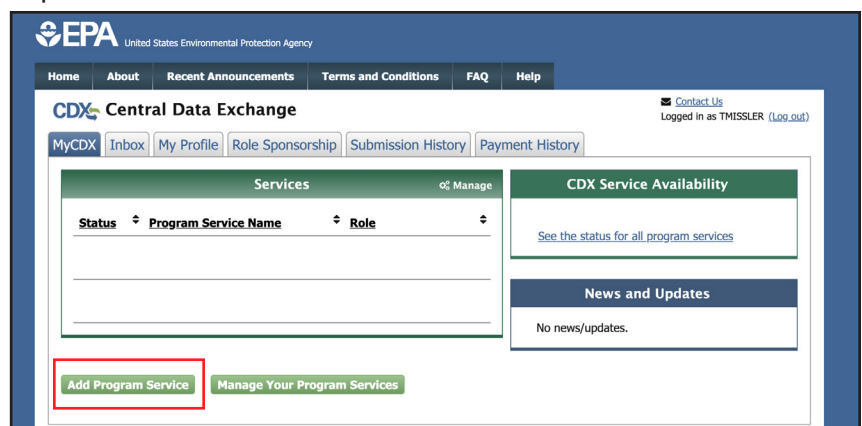 EPA United States Environmental Protection Agency
Home About Recent Announcements Terms and Conditions FAQ Help
CDX Central Data Exchange
Contact Us
Logged in as TMISSLER (Log out)
MyCDX Inbox My Profile Role Sponsorship Submission History Payment History
Services Manage
Status Program Service Name Role
CDX Service Availability
See the status for all program services
News and Updates
No news/updates.
Add Program Service Manage Your Program Services